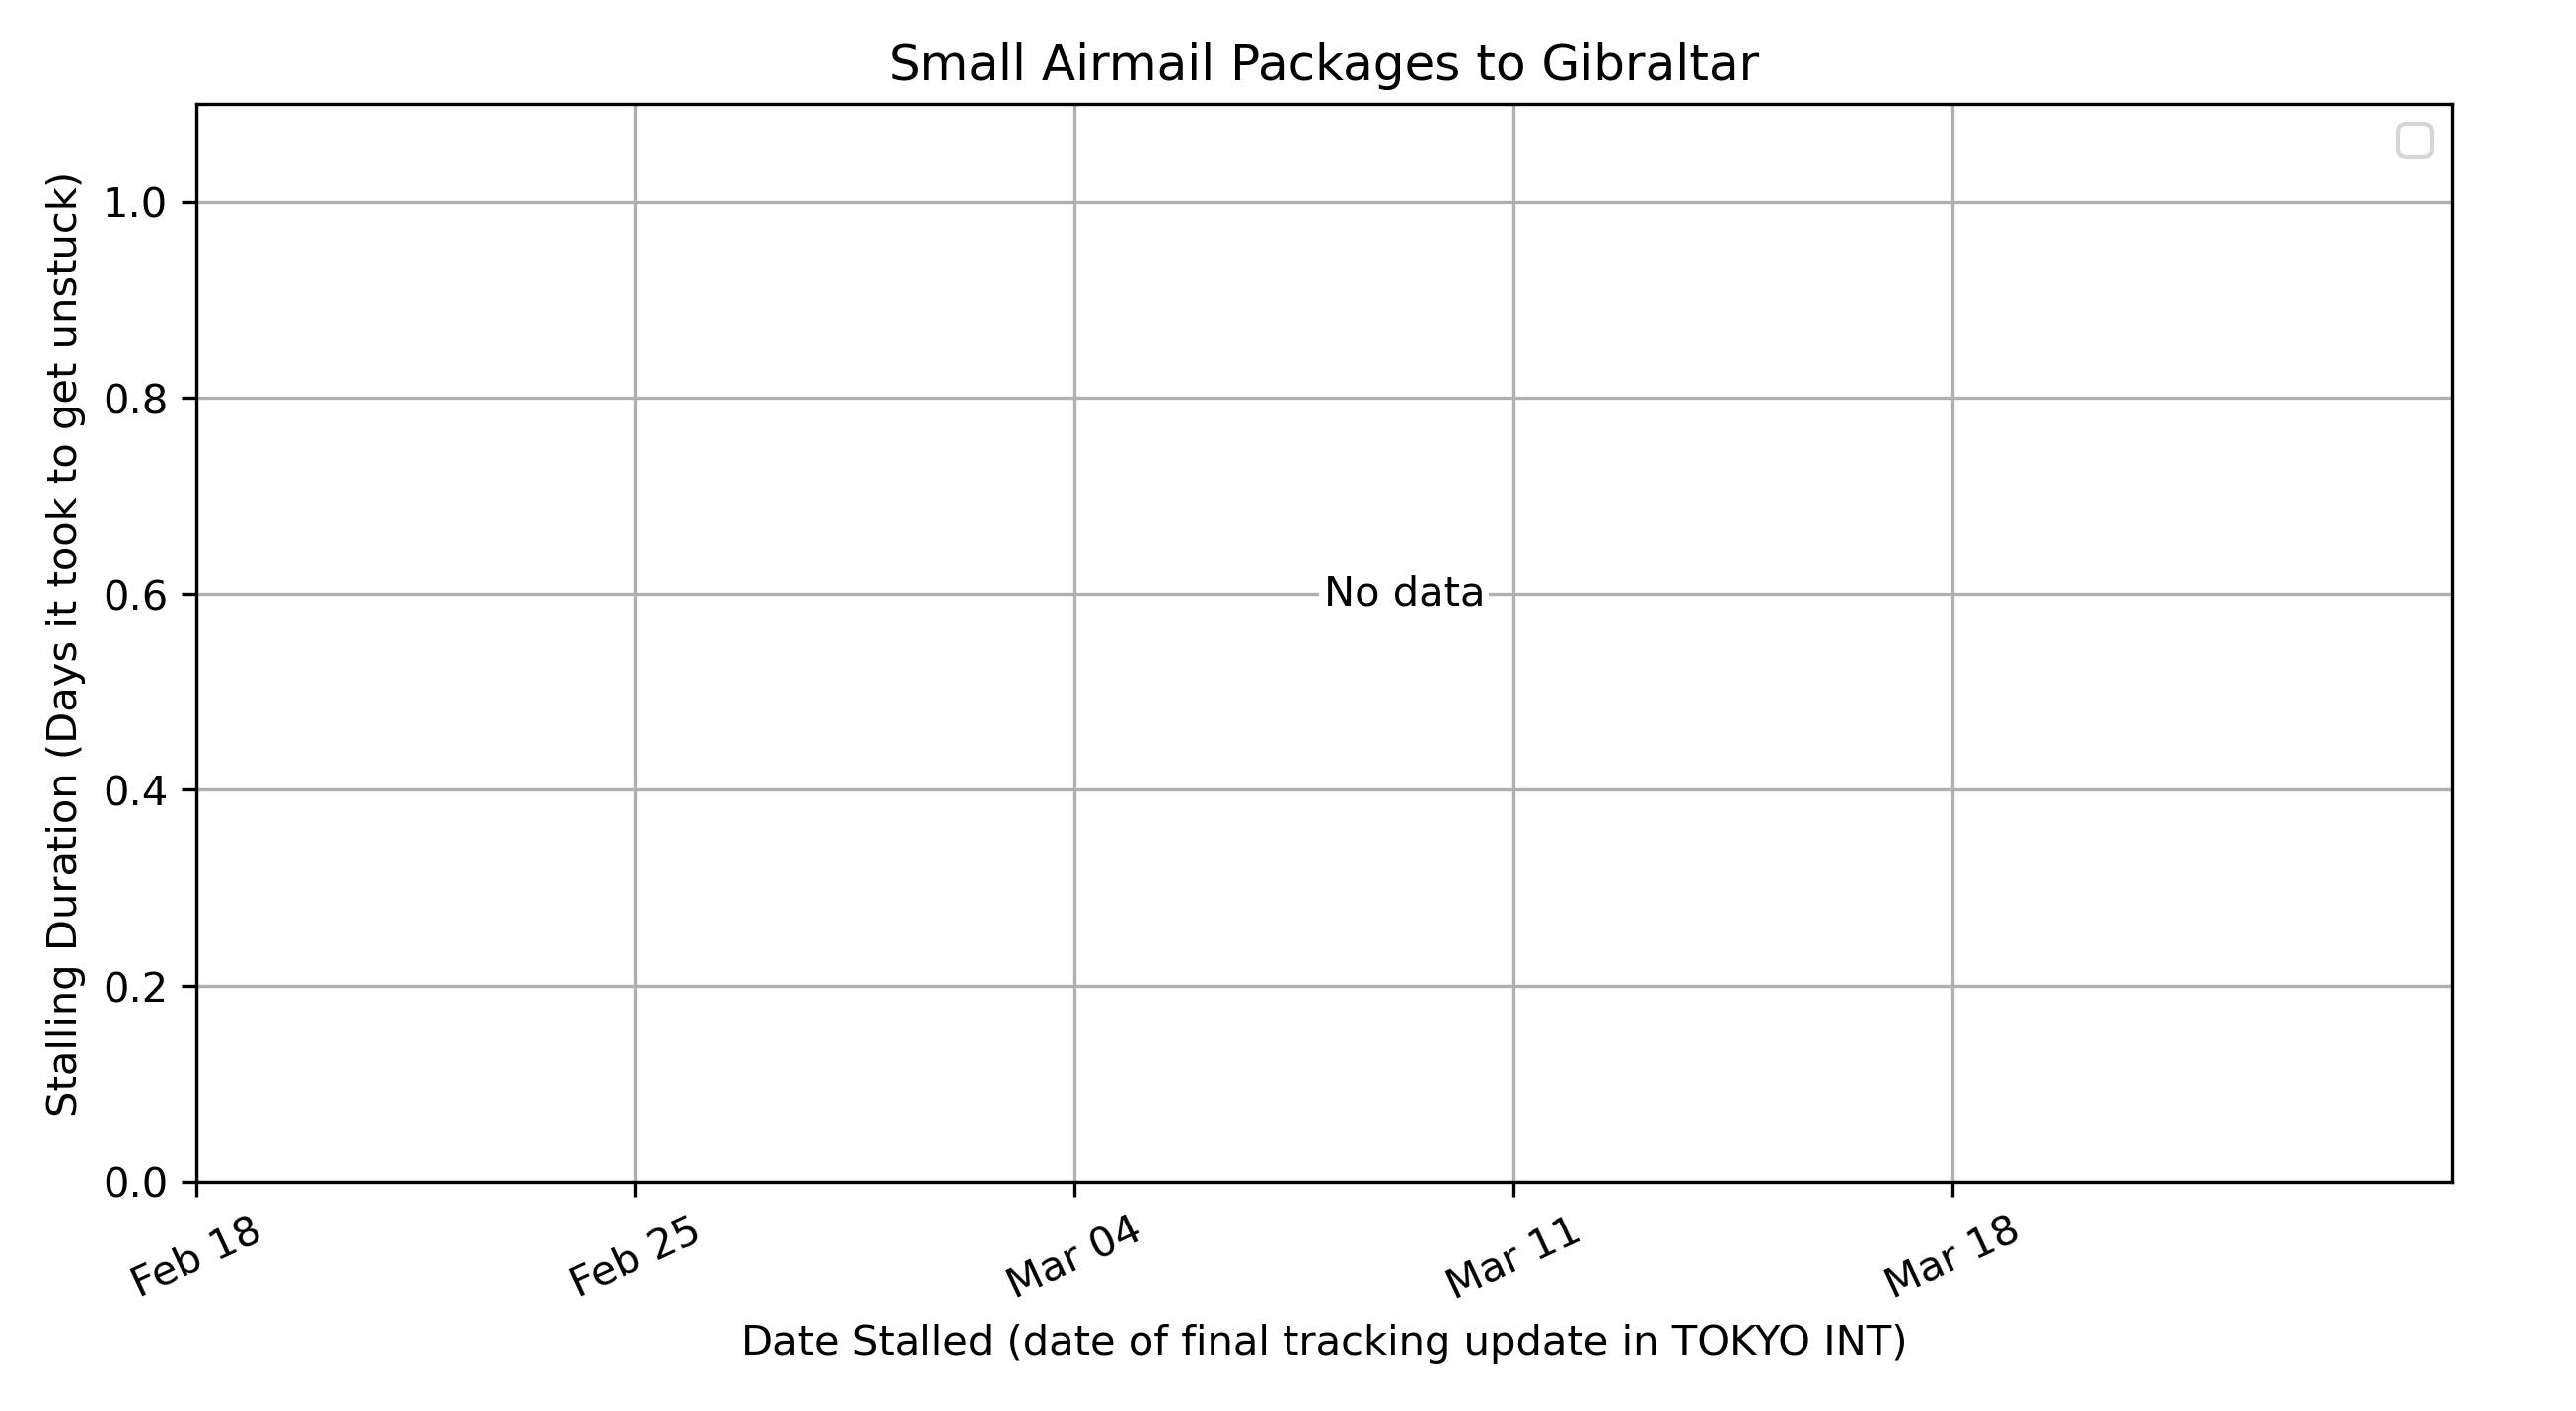 Small Airmail Packages to Gibraltar
Stalling Duration (Days it took to get unstuck)
1.0
0.8
0.6
0.4
0.2
0.0
No data
Feb 18
Feb 25
Mar 04
Mar 11
Mar 18
Date Stalled (date of final tracking update in TOKYO INT)